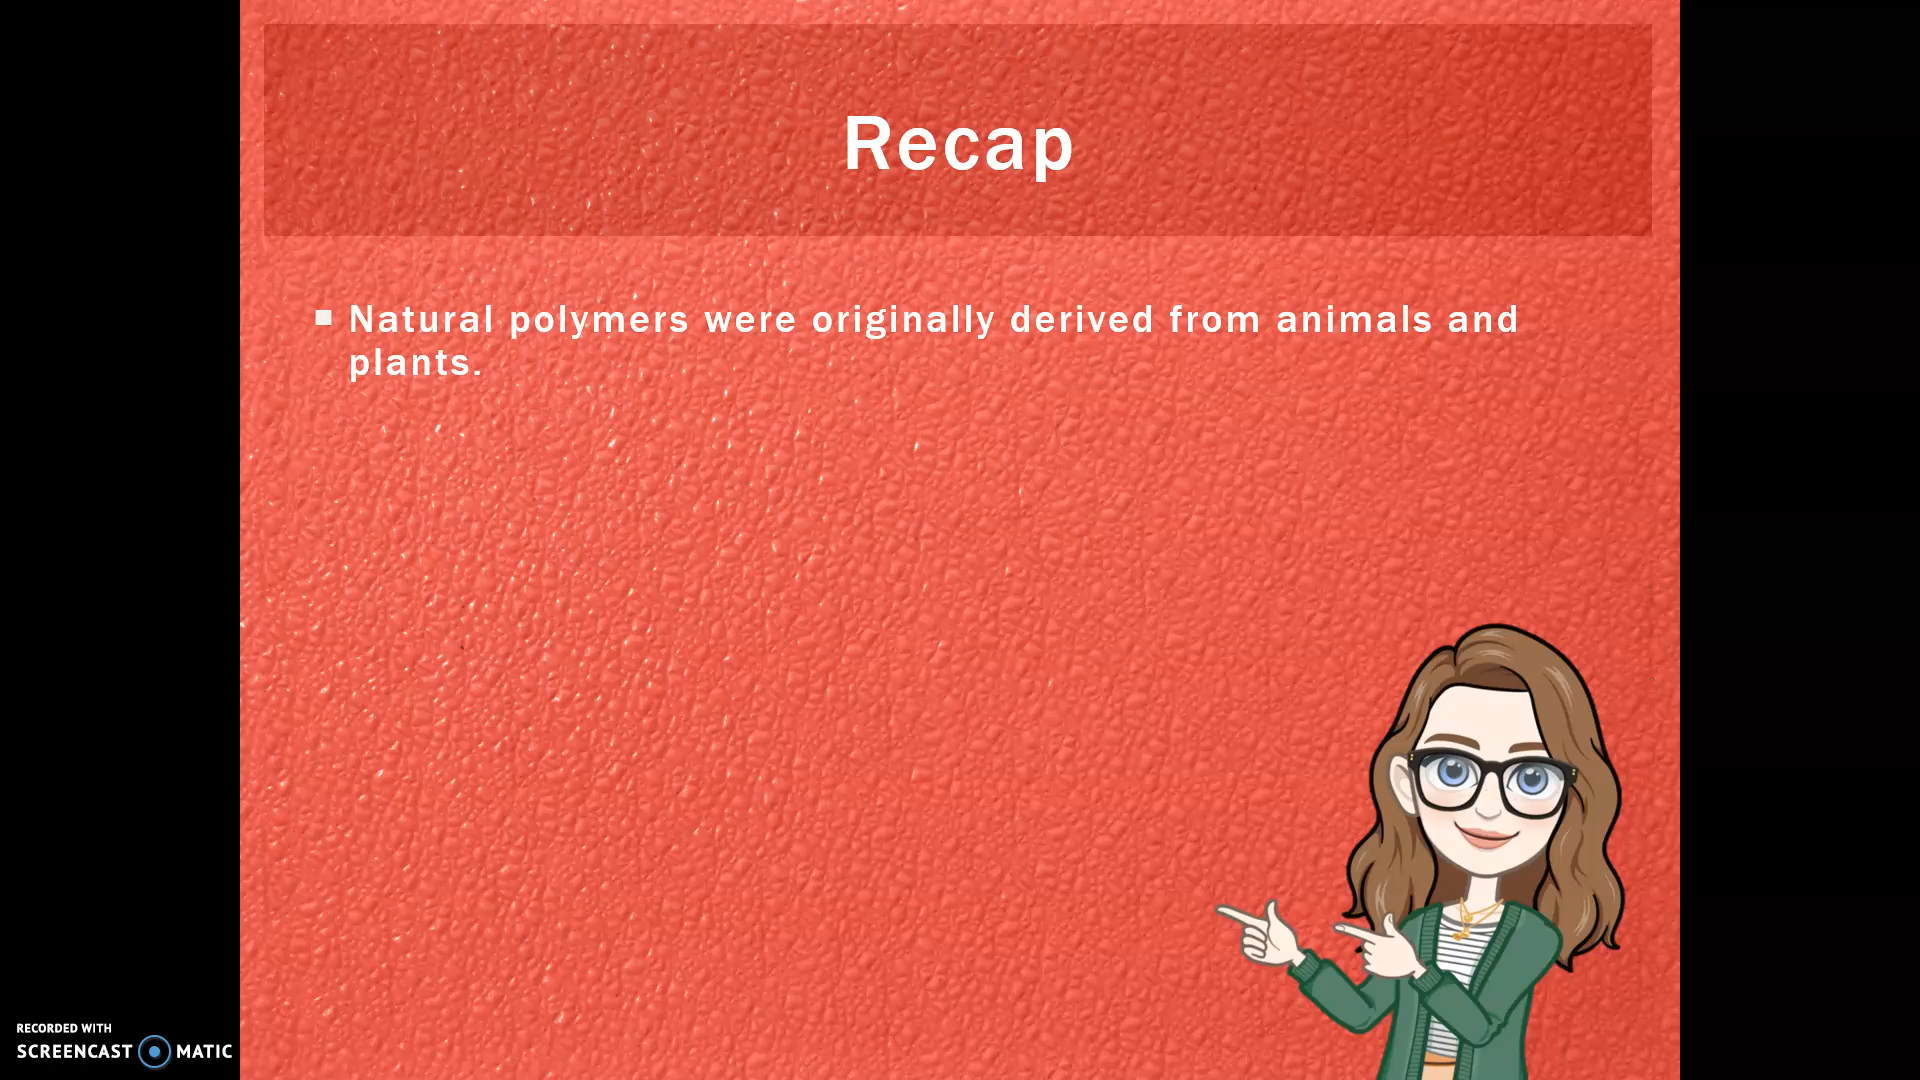 Recap
Natural polymers were originally derived from animals and
plants.
RECORDED WITH
SCREENCAST MATIC